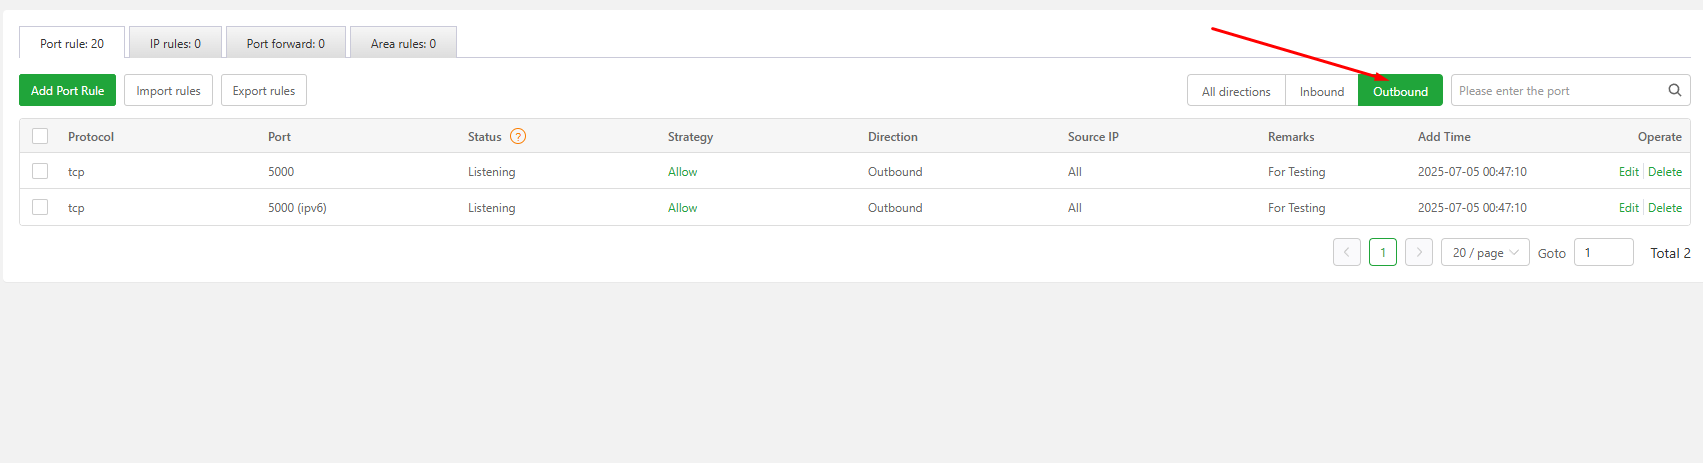 Port rule: 20 IP rules: 0 Port forward: 0 Area rules: 0
Add Port Rule Import rules Export rules All directions Inbound Outbound Please enter the port
Protocol Port Status ? Strategy Direction Source IP Remarks Add Time Operate
tcp 5000 Listening Allow Outbound All For Testing 2025-07-05 00:47:10 Edit Delete
tcp 5000 (ipv6) Listening Allow Outbound All For Testing 2025-07-05 00:47:10 Edit Delete
1 20 / page Goto 1 Total 2